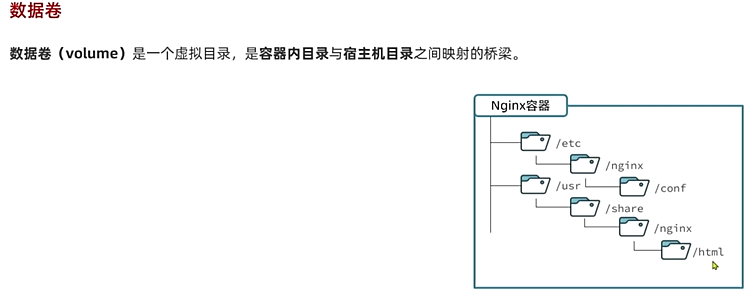 数据卷
数据卷（volume）是一个虚拟目录，是容器内目录与宿主机目录之间映射的桥梁。
Nginx容器
/etc
/nginx
/usr
/conf
/share
/nginx
/html